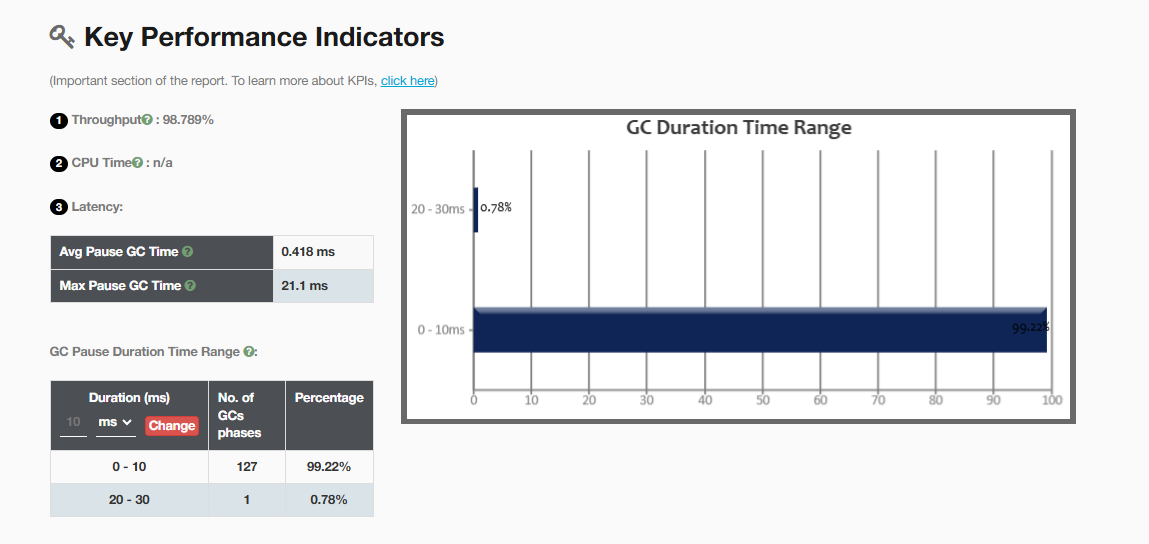 Key Performance Indicators
(Important section of the report. To learn more about KPIs, click here)
1 Throughput? : 98.789%
2 CPU Time? : n/a
3 Latency:
Avg Pause GC Time ? 0.418 ms
Max Pause GC Time ? 21.1 ms
GC Pause Duration Time Range ?:
Duration (ms)
10 ms Change
No. of
GCs
phases
Percentage
0 - 10 127 99.22%
20 - 30 1 0.78%
GC Duration Time Range
20 - 30ms 0.78%
0 - 10ms 99.22%
0 10 20 30 40 50 60 70 80 90 100